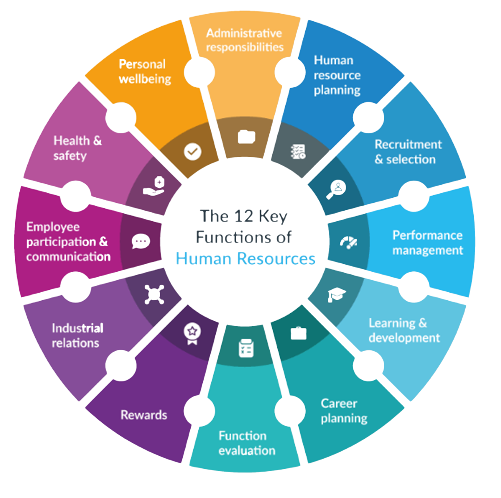 The 12 Key
Functions of
Human Resources
Administrative
responsibilities
Human
resource
planning
Recruitment
& selection
Performance
management
Learning &
development
Career
planning
Function
evaluation
Rewards
Industrial
relations
Employee
participation &
communication
Health &
safety
Personal
wellbeing